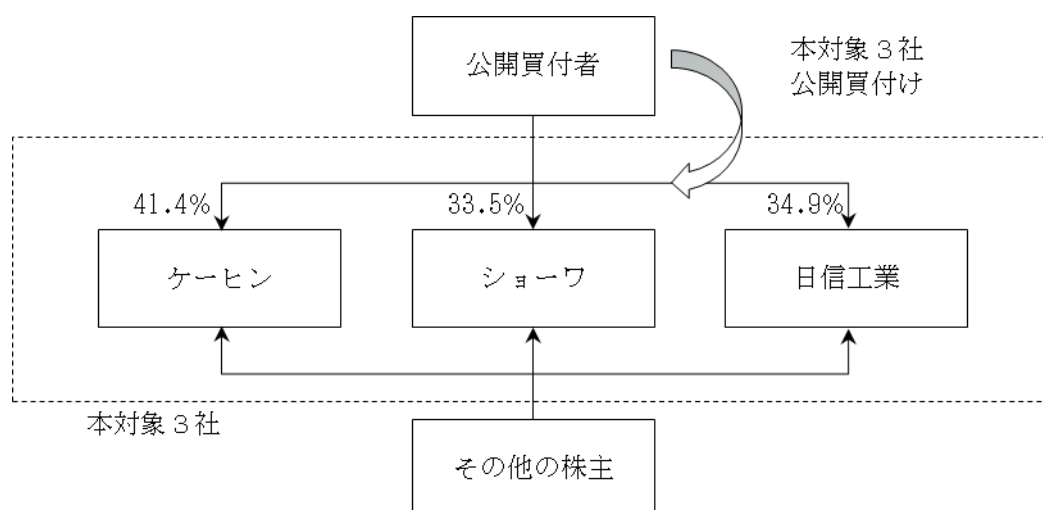 公開買付者
本対象３社
公開買付け
41.4%
33.5%
34.9%
ケーヒン
ショーワ
日信工業
本対象３社
その他の株主